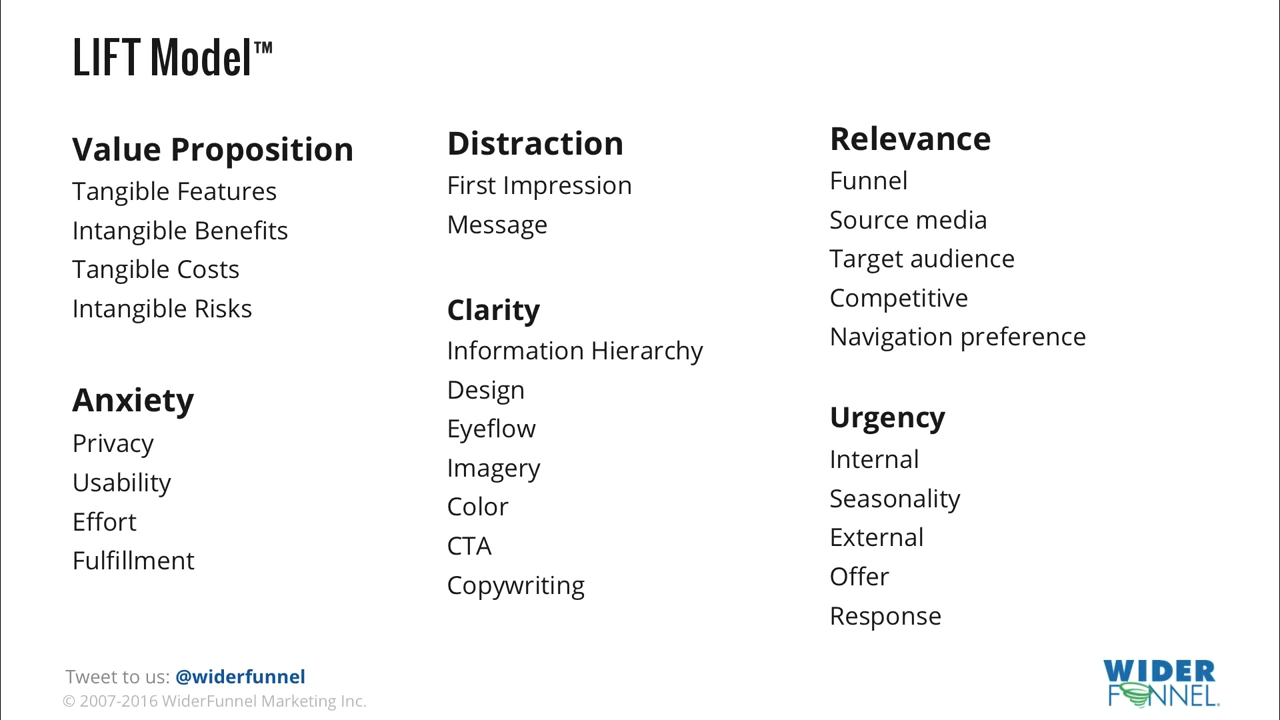 LIFT Model™
Value Proposition
Tangible Features
Intangible Benefits
Tangible Costs
Intangible Risks
Anxiety
Privacy
Usability
Effort
Fulfillment
Distraction
First Impression
Message
Clarity
Information Hierarchy
Design
Eyeflow
Imagery
Color
CTA
Copywriting
Relevance
Funnel
Source media
Target audience
Competitive
Navigation preference
Urgency
Internal
Seasonality
External
Offer
Response
Tweet to us: @widerfunnel
© 2007-2016 WiderFunnel Marketing Inc.
WIDER
FUNNEL